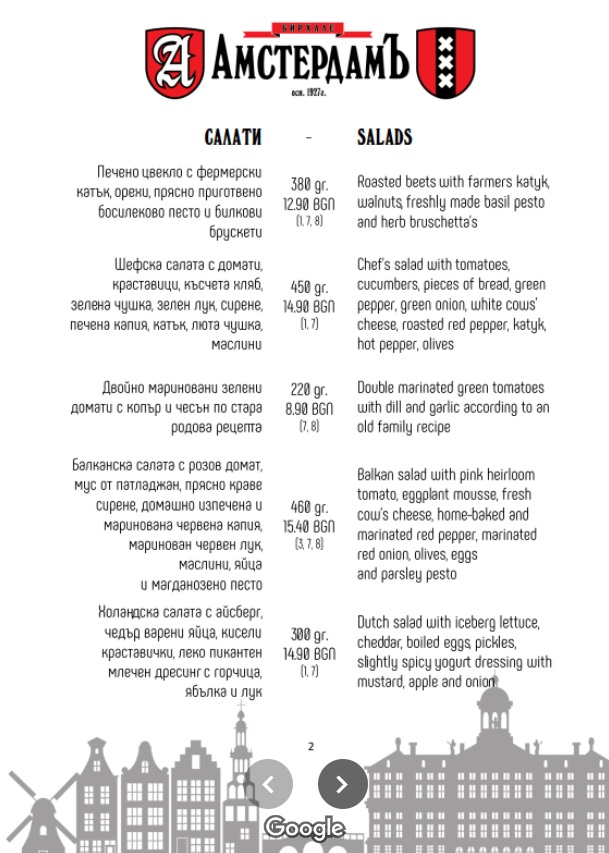 БИРХАЛЕ
А АМСТЕРДАМЪ
осн. 1927г.
САЛАТИ - SALADS
Печено цвекло с фермерски
катък, орехи, прясно приготвено
босилеково песто и билкови
брускети
380 gr.
12.90 BGN
(1, 7, 8)
Roasted beets with farmers katyk,
walnuts, freshly made basil pesto
and herb bruschetta's
Шефска салата с домати,
краставици, късчета хляб,
зелена чушка, зелен лук, сирене,
печена капия, катък, люта чушка,
маслини
450 gr.
14.90 BGN
(1, 7)
Chef's salad with tomatoes,
cucumbers, pieces of bread, green
pepper, green onion, white cows'
cheese, roasted red pepper, katyk,
hot pepper, olives
Двойно мариновани зелени
домати с копър и чесън по стара
родова рецепта
220 gr.
8.90 BGN
(7, 8)
Double marinated green tomatoes
with dill and garlic according to an
old family recipe
Балканска салата с розов домат,
мус от патладжан, прясно краве
сирене, домашно изпечена и
маринована червена капия,
маринован червен лук,
маслини, яйца
и магданозено песто
460 gr.
15.40 BGN
(3, 7, 8)
Balkan salad with pink heirloom
tomato, eggplant mousse, fresh
cow's cheese, home-baked and
marinated red pepper, marinated
red onion, olives, eggs
and parsley pesto
Холандска салата с айсберг,
чедър, варени яйца, кисели
краставички, леко пикантен
млечен дресинг с горчица,
ябълка и лук
300 gr.
14.90 BGN
(1, 7)
Dutch salad with iceberg lettuce,
cheddar, boiled eggs, pickles,
slightly spicy yogurt dressing with
mustard, apple and onion
2
Google